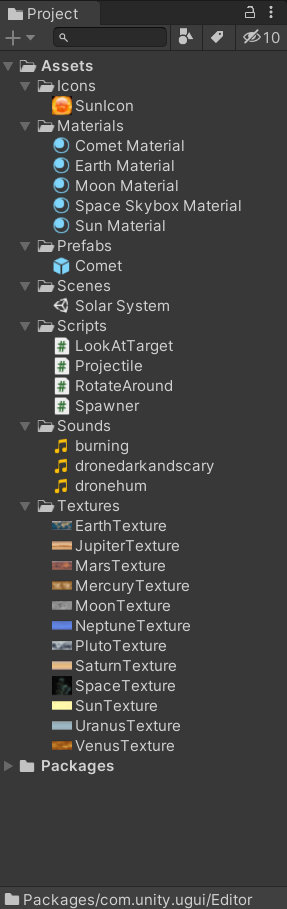 Project
10
Assets
Icons
SunIcon
Materials
Comet Material
Earth Material
Moon Material
Space Skybox Material
Sun Material
Prefabs
Comet
Scenes
Solar System
Scripts
# LookAtTarget
# Projectile
# RotateAround
# Spawner
Sounds
burning
dronedarkandscary
dronehum
Textures
EarthTexture
JupiterTexture
MarsTexture
MercuryTexture
MoonTexture
NeptuneTexture
PlutoTexture
SaturnTexture
SpaceTexture
SunTexture
UranusTexture
VenusTexture
Packages
Packages/com.unity.ugui/Editor